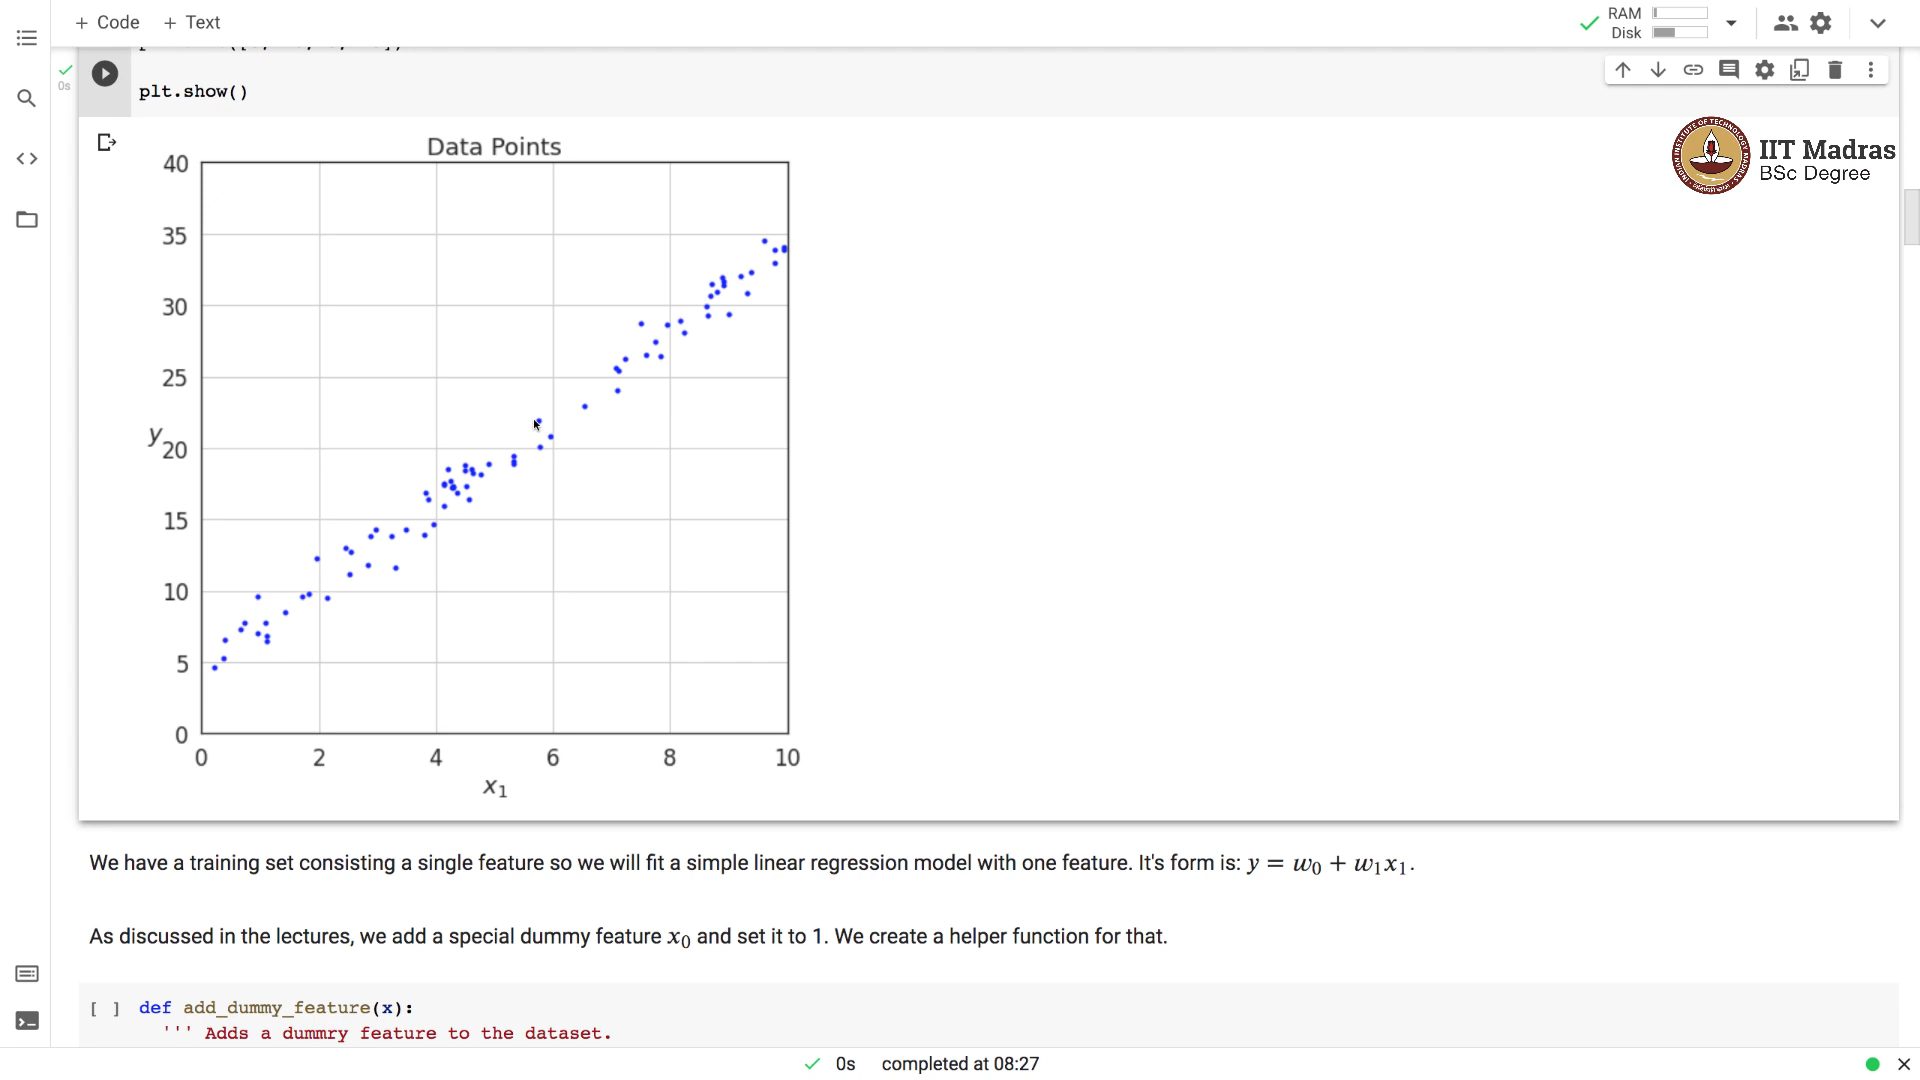 + Code + Text
RAM
Disk
0s
plt.show()
IIT Madras
BSc Degree
Data Points
40
35
30
25
y
20
15
10
5
0
0 2 4 6 8 10
x1
We have a training set consisting a single feature so we will fit a simple linear regression model with one feature. It's form is: y = w0 + w1x1.
As discussed in the lectures, we add a special dummy feature x0 and set it to 1. We create a helper function for that.
[ ] def add_dummy_feature(x):
''' Adds a dummry feature to the dataset.
0s completed at 08:27